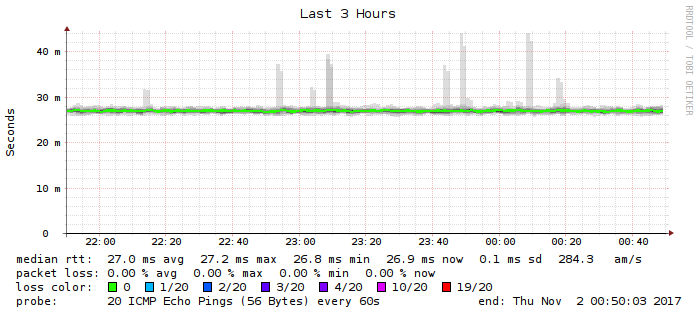 Last 3 Hours
RRDTOOL / TOBI OETIKER
Seconds
40 m
30 m
20 m
10 m
0
22:00 22:20 22:40 23:00 23:20 23:40 00:00 00:20 00:40
median rtt: 27.0 ms avg 27.2 ms max 26.8 ms min 26.9 ms now 0.1 ms sd 284.3 am/s
packet loss: 0.00 % avg 0.00 % max 0.00 % min 0.00 % now
loss color: 0 1/20 2/20 3/20 4/20 10/20 19/20
probe: 20 ICMP Echo Pings (56 Bytes) every 60s end: Thu Nov 2 00:50:03 2017